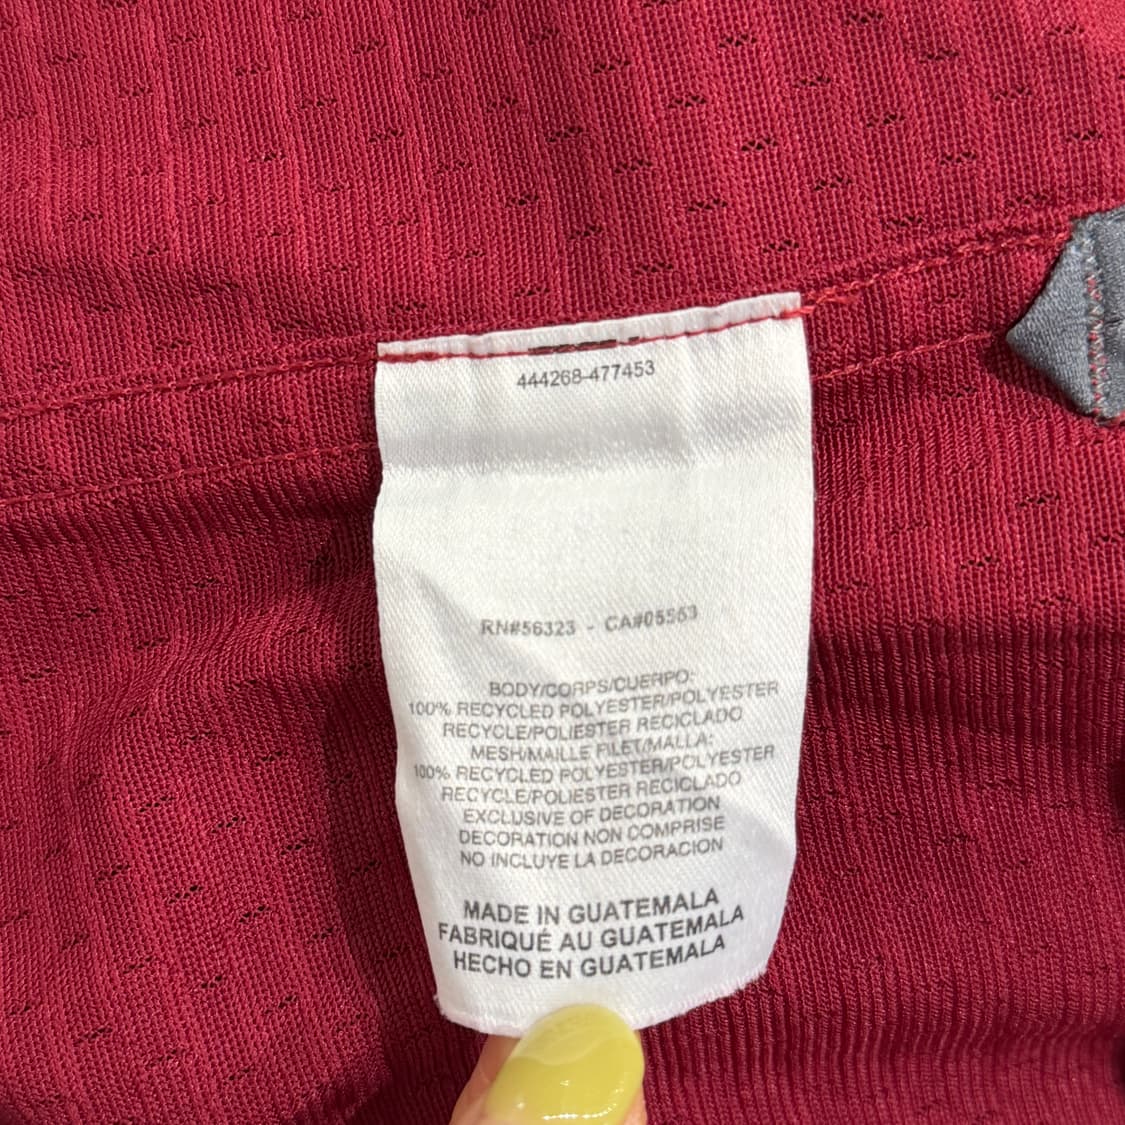 444268-477453
RN#56323 - CA#05563
BODY/CORPS/CUERPO:
100% RECYCLED POLYESTER/POLYESTER
RECYCLE/POLIESTER RECICLADO
MESH/MAILLE FILET/MALLA:
100% RECYCLED POLYESTER/POLYESTER
RECYCLE/POLIESTER RECICLADO
EXCLUSIVE OF DECORATION
DECORATION NON COMPRISE
NO INCLUYE LA DECORACION
MADE IN GUATEMALA
FABRIQUÉ AU GUATEMALA
HECHO EN GUATEMALA